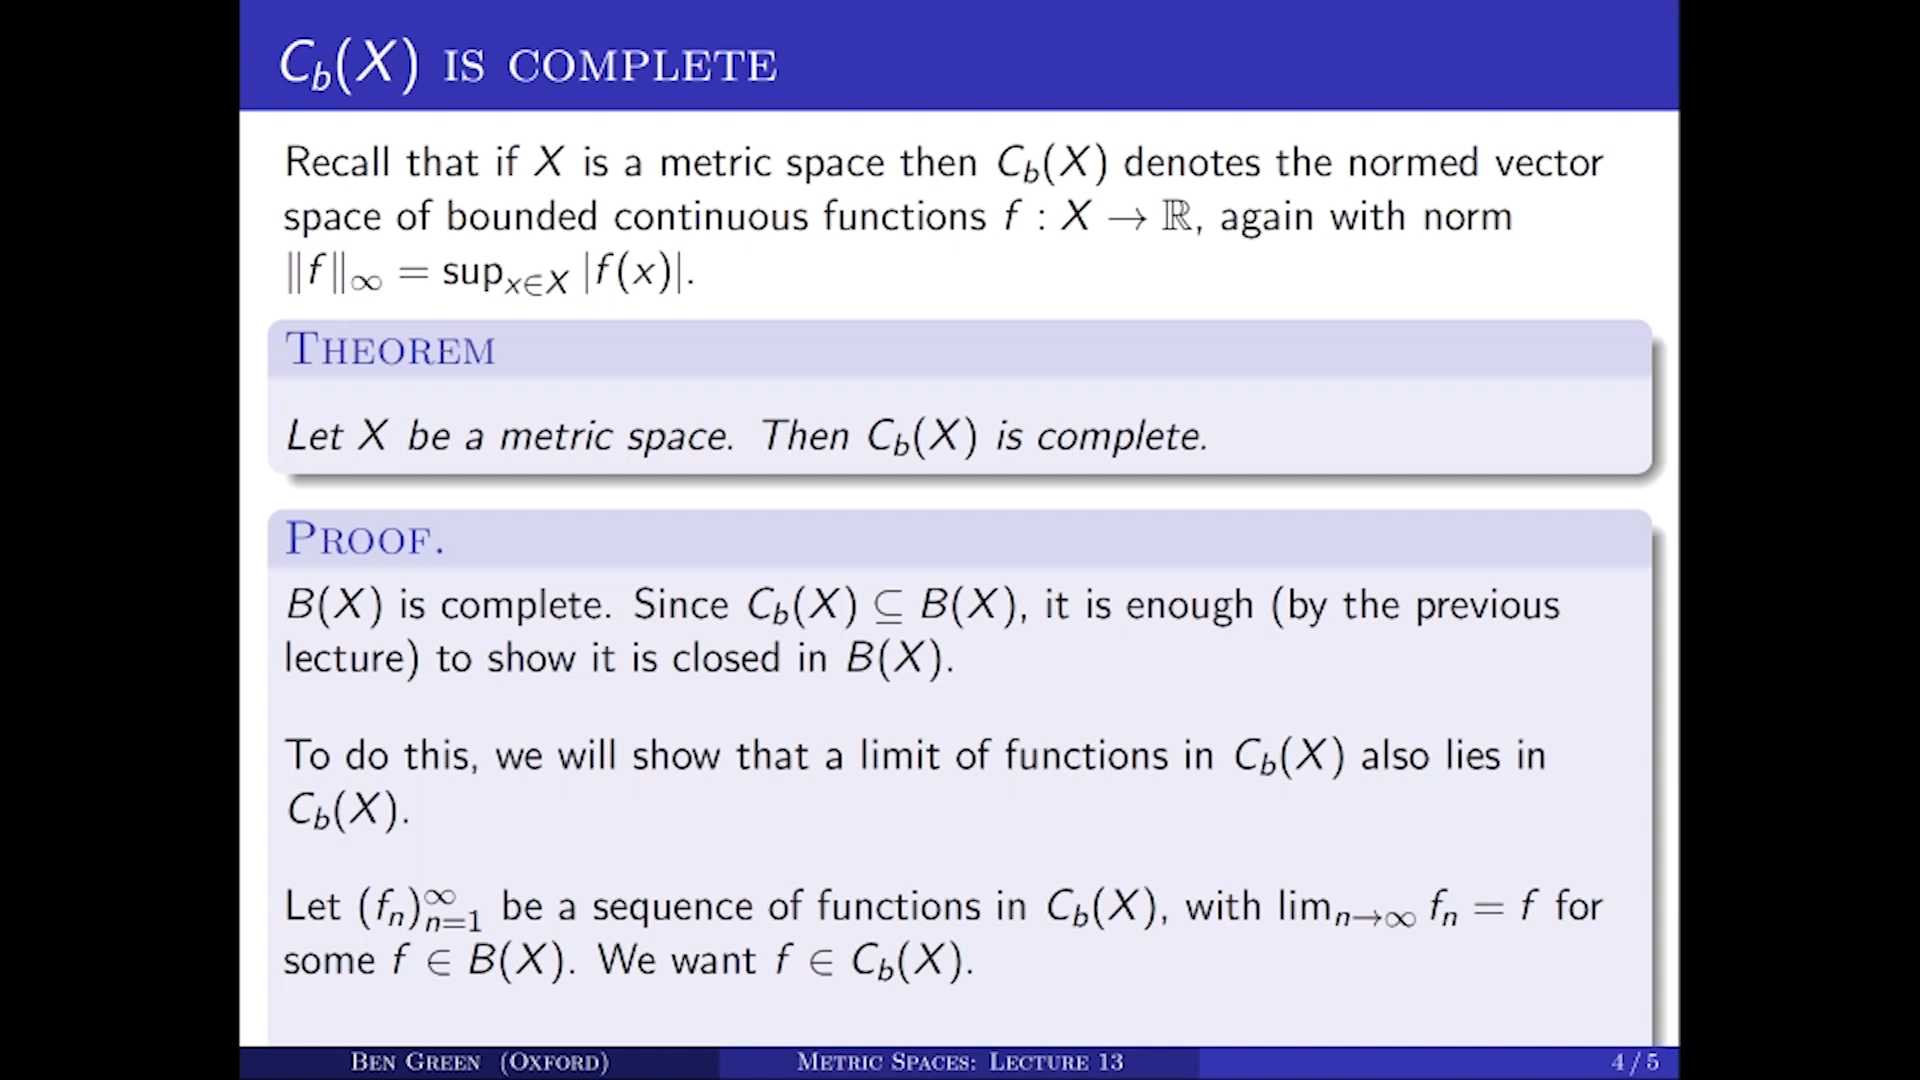 C_b(X) IS COMPLETE
Recall that if X is a metric space then C_b(X) denotes the normed vector
space of bounded continuous functions f : X → ℝ, again with norm
‖f‖_∞ = sup_{x∈X} |f(x)|.
THEOREM
Let X be a metric space. Then C_b(X) is complete.
PROOF.
B(X) is complete. Since C_b(X) ⊆ B(X), it is enough (by the previous
lecture) to show it is closed in B(X).
To do this, we will show that a limit of functions in C_b(X) also lies in
C_b(X).
Let (f_n)_{n=1}^∞ be a sequence of functions in C_b(X), with lim_{n→∞} f_n = f for
some f ∈ B(X). We want f ∈ C_b(X).
BEN GREEN (OXFORD) METRIC SPACES: LECTURE 13 4 / 5